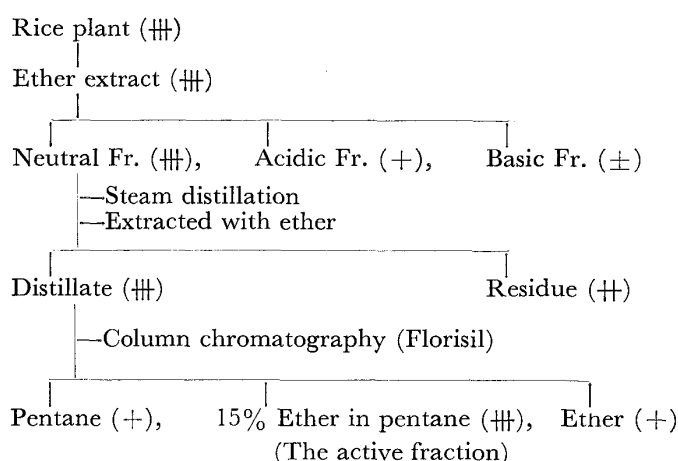 Rice plant (卌)
Ether extract (卌)
Neutral Fr. (卌), Acidic Fr. (+), Basic Fr. (±)
Steam distillation
Extracted with ether
Distillate (卌) Residue (卄)
Column chromatography (Florisil)
Pentane (+), 15% Ether in pentane (卌), Ether (+)
(The active fraction)